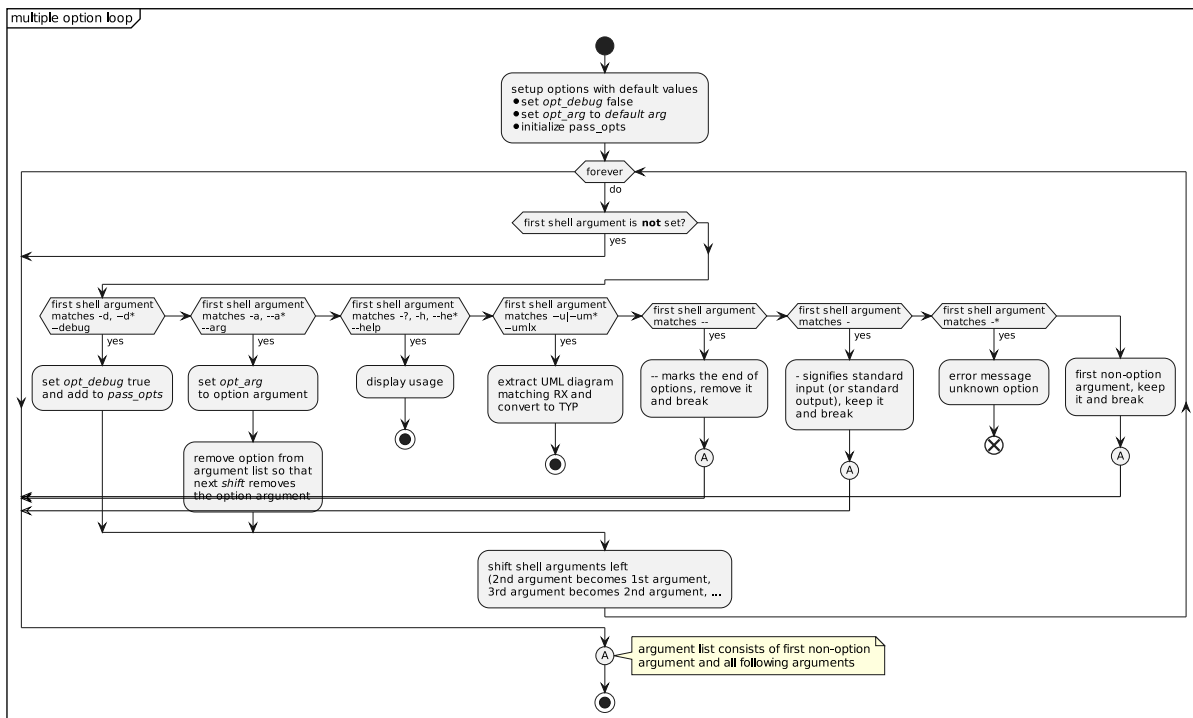 multiple option loop
setup options with default values
●set opt_debug false
●set opt_arg to default arg
●initialize pass_opts
forever
do
first shell argument is not set?
yes
first shell argument
matches -d, –d*
–debug
yes
set opt_debug true
and add to pass_opts
first shell argument
matches -a, --a*
--arg
yes
set opt_arg
to option argument
remove option from
argument list so that
next shift removes
the option argument
first shell argument
matches -?, -h, --he*
--help
yes
display usage
first shell argument
matches –u|–um*
–umlx
yes
extract UML diagram
matching RX and
convert to TYP
first shell argument
matches --
yes
-- marks the end of
options, remove it
and break
A
first shell argument
matches -
yes
- signifies standard
input (or standard
output), keep it
and break
A
first shell argument
matches -*
yes
error message
unknown option
first non-option
argument, keep
it and break
A
shift shell arguments left
(2nd argument becomes 1st argument,
3rd argument becomes 2nd argument, ...
A
argument list consists of first non-option
argument and all following arguments